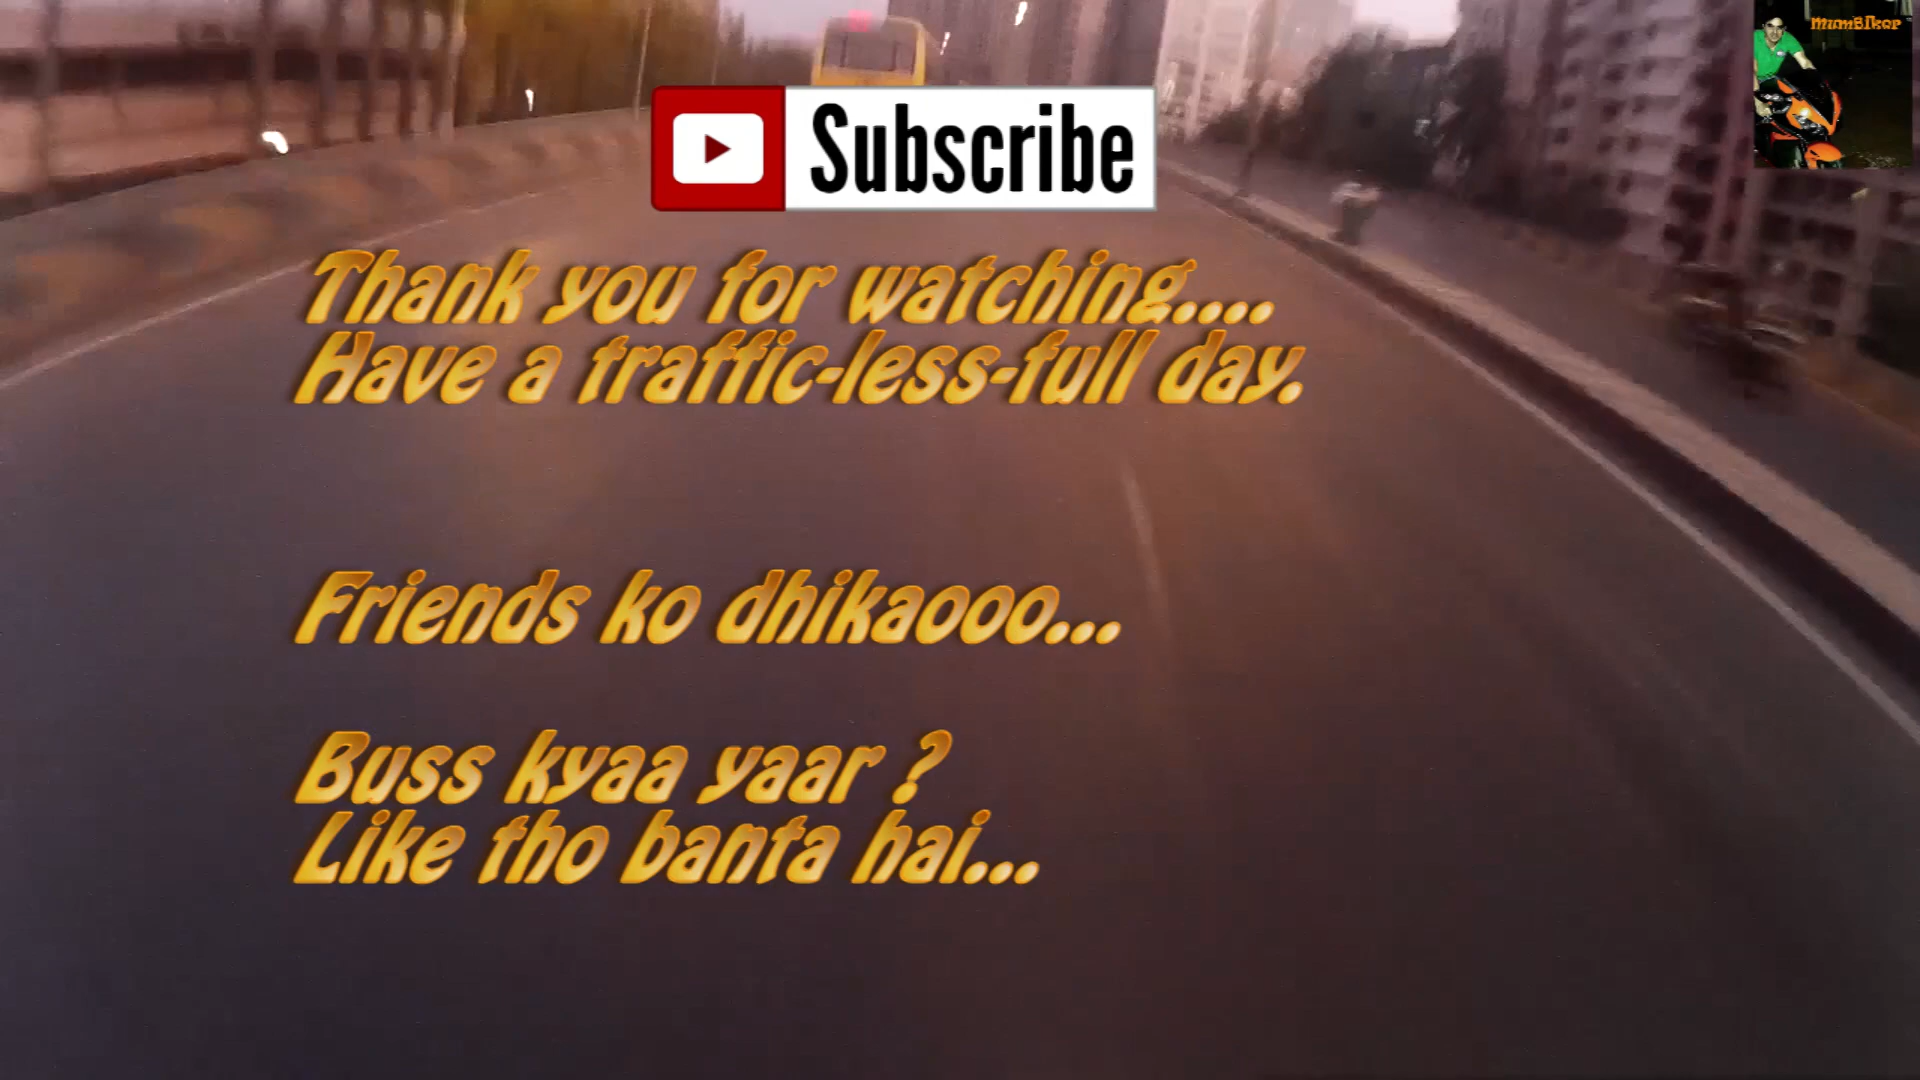 MumBIker
Subscribe
Thank you for watching....
Have a traffic-less-full day.
Friends ko dhikaooo...
Buss kyaa yaar ?
Like tho banta hai...